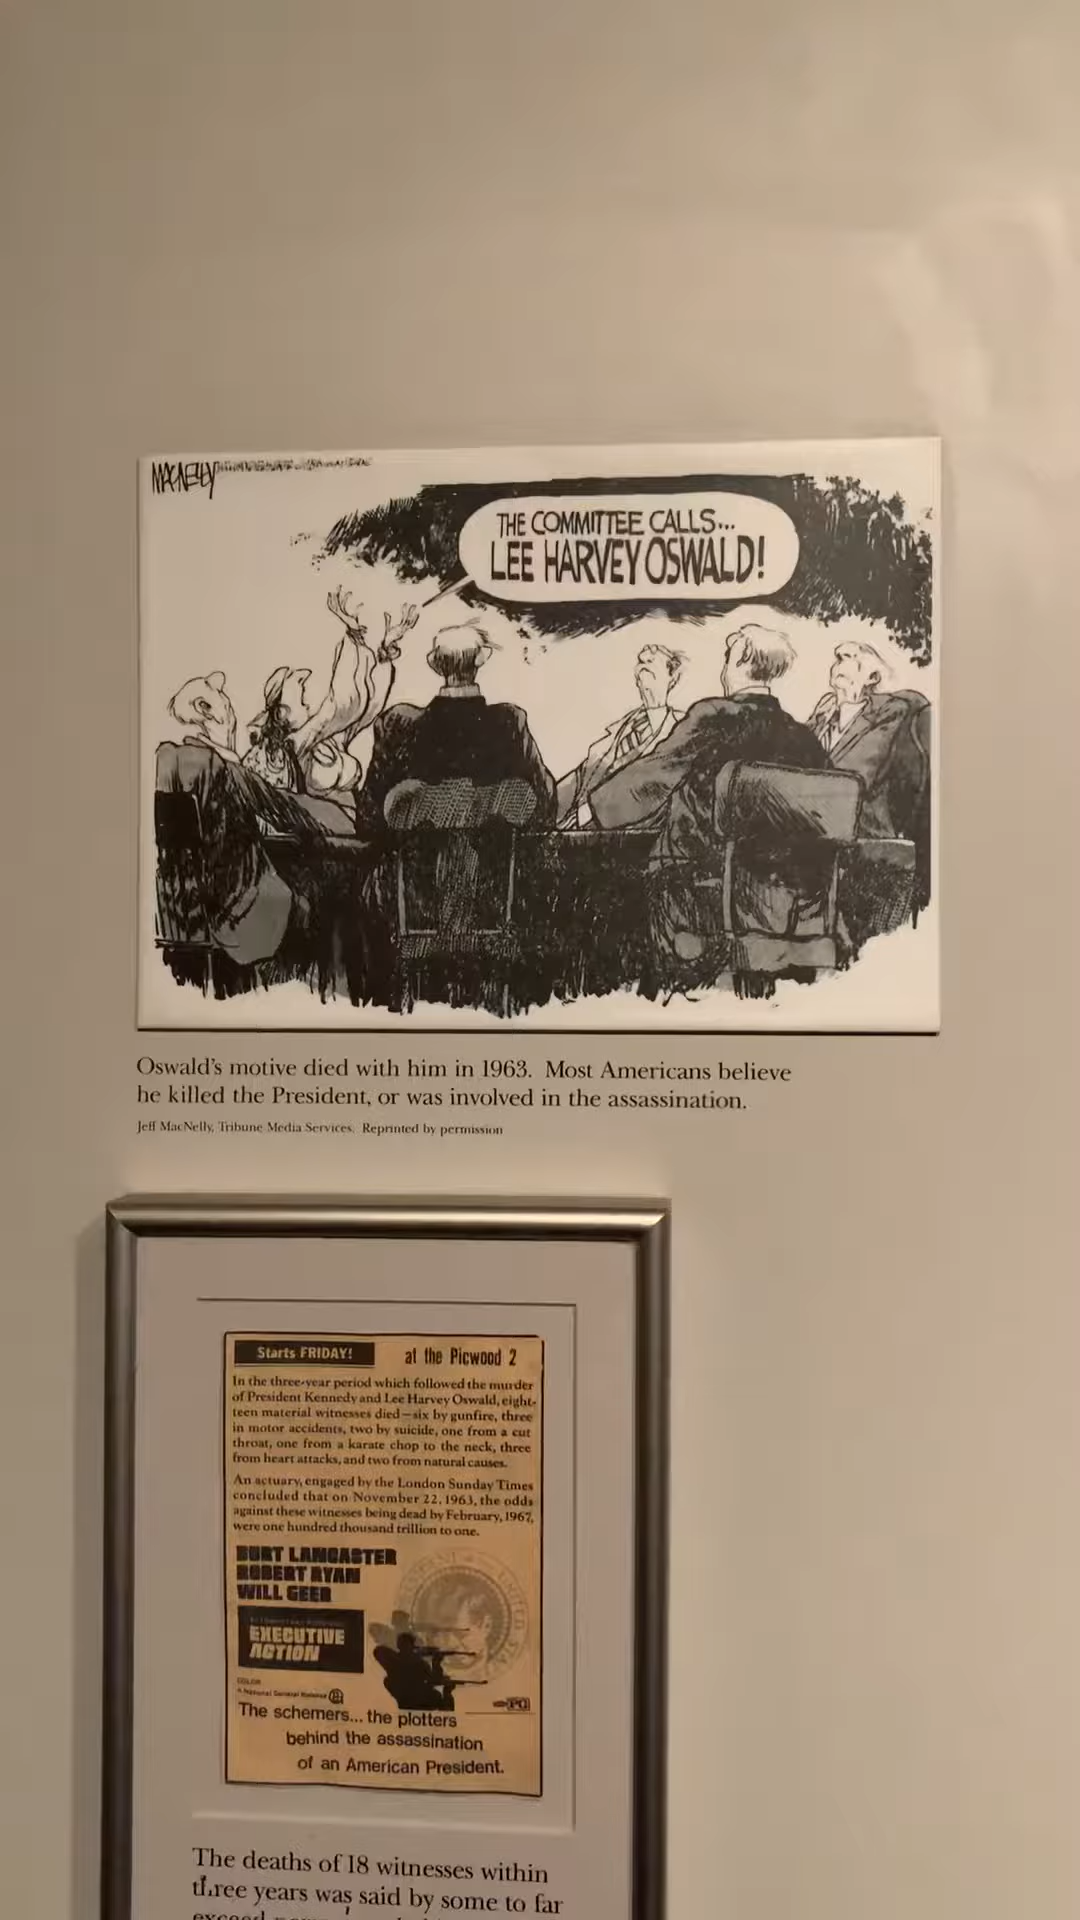 MACNELLY
THE COMMITTEE CALLS...
LEE HARVEY OSWALD!
Oswald's motive died with him in 1963. Most Americans believe
he killed the President, or was involved in the assassination.
Jeff MacNelly, Tribune Media Services. Reprinted by permission
Starts FRIDAY! at the Picwood 2
In the three-year period which followed the murder
of President Kennedy and Lee Harvey Oswald, eigh-
teen material witnesses died—six by gunfire, three
in motor accidents, two by suicide, one from a cut
throat, one from a karate chop to the neck, three
from heart attacks, and two from natural causes.
An actuary, engaged by the London Sunday Times
concluded that on November 22, 1963, the odds
against these witnesses being dead by February, 1967,
were one hundred thousand trillion to one.
BURT LANCASTER
ROBERT RYAN
WILL GEER
EXECUTIVE
ACTION
COLOR
A National General Release
PG
The schemers... the plotters
behind the assassination
of an American President.
The deaths of 18 witnesses within
three years was said by some to far